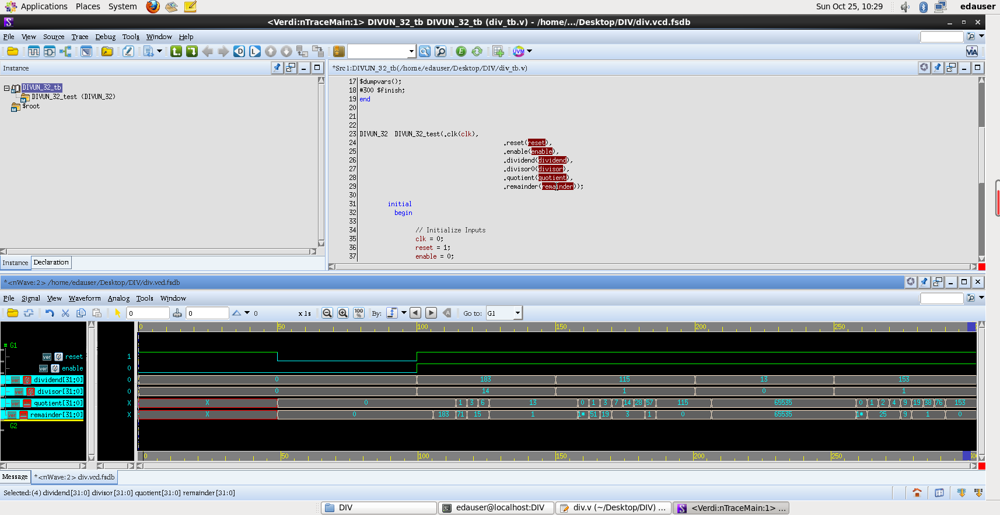 Applications Places System Sun Oct 25, 10:29 edauser
<Verdi:nTraceMain:1> DIVUN_32_tb DIVUN_32_tb (div_tb.v) - /home/.../Desktop/DIV/div.vcd.fsdb
File View Source Trace Debug Tools Window Help
UVM VIA
Instance
*Src1:DIVUN_32_tb(/home/edauser/Desktop/DIV/div_tb.v)
DIVUN_32_tb
DIVUN_32_test (DIVUN_32)
$root
Instance Declaration
17 $dumpvars();
18 #300 $finish;
19 end
20
21
22
23 DIVUN_32 DIVUN_32_test(.clk(clk),
24 .reset(reset),
25 .enable(enable),
26 .dividend(dividend),
27 .divisor0(divisor),
28 .quotient(quotient),
29 .remainder(remainder));
30
31 initial
32 begin
33
34 // Initialize Inputs
35 clk = 0;
36 reset = 1;
37 enable = 0;
*<nWave:2> /home/edauser/Desktop/DIV/div.vcd.fsdb
File Signal View Waveform Analog Tools Window
0 0 0 x 1s 100% By: Go to: G1
0 50 100 150 200 250
G1
ver reset 1
ver enable 0
ver dividend[31:0] 0 0 183 115 13 153
ver divisor[31:0] 0 0 14 1 0 1
ver quotient[31:0] X X 0 1 3 6 13 0 1 3 7 14 28 57 115 65535 0 1 2 4 9 19 38 76 153
ver remainder[31:0] X X 0 183 71 15 1 1* 51 19 3 1 0 65535 1* 25 9 1 0
G2
0 50 100 150 200 250
Message *<nWave:2> div.vcd.fsdb
Selected:(4) dividend[31:0] divisor[31:0] quotient[31:0] remainder[31:0]
DIV edauser@localhost:DIV div.v (~/Desktop/DIV) ... <Verdi:nTraceMain:1> ...